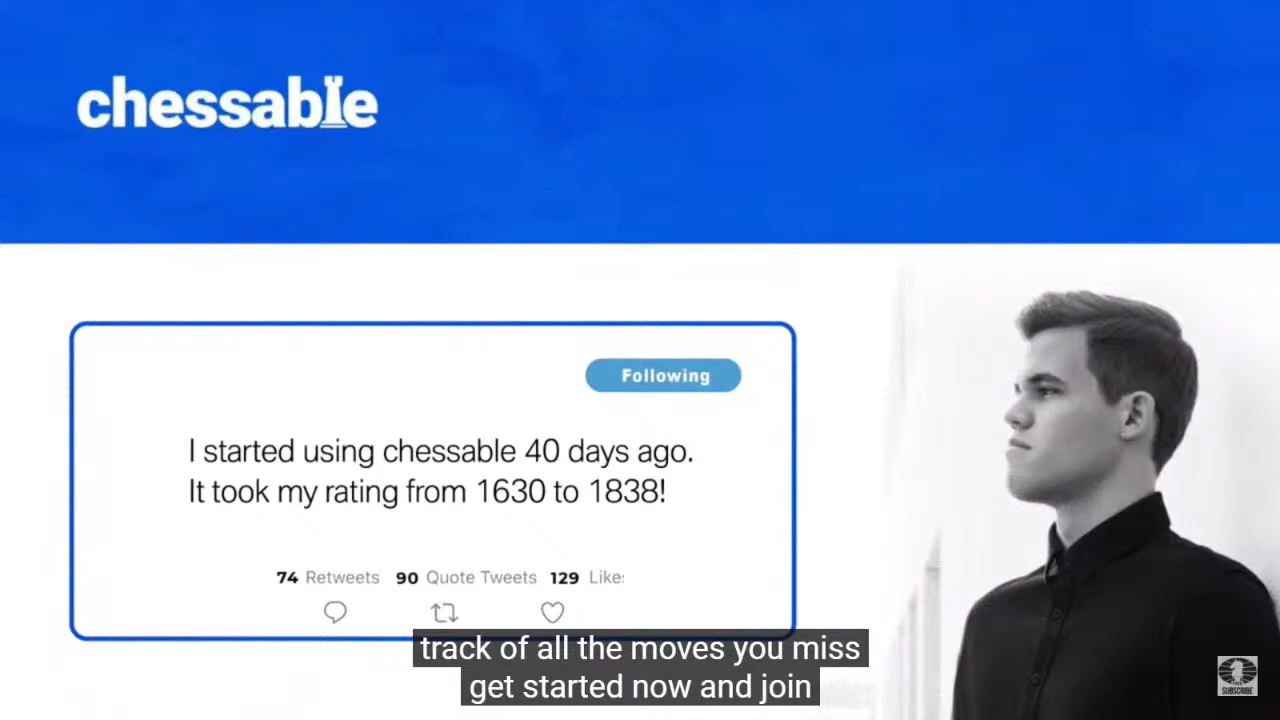 chessable
Following
I started using chessable 40 days ago.
It took my rating from 1630 to 1838!
74 Retweets 90 Quote Tweets 129 Like
track of all the moves you miss
get started now and join
SUBSCRIBE